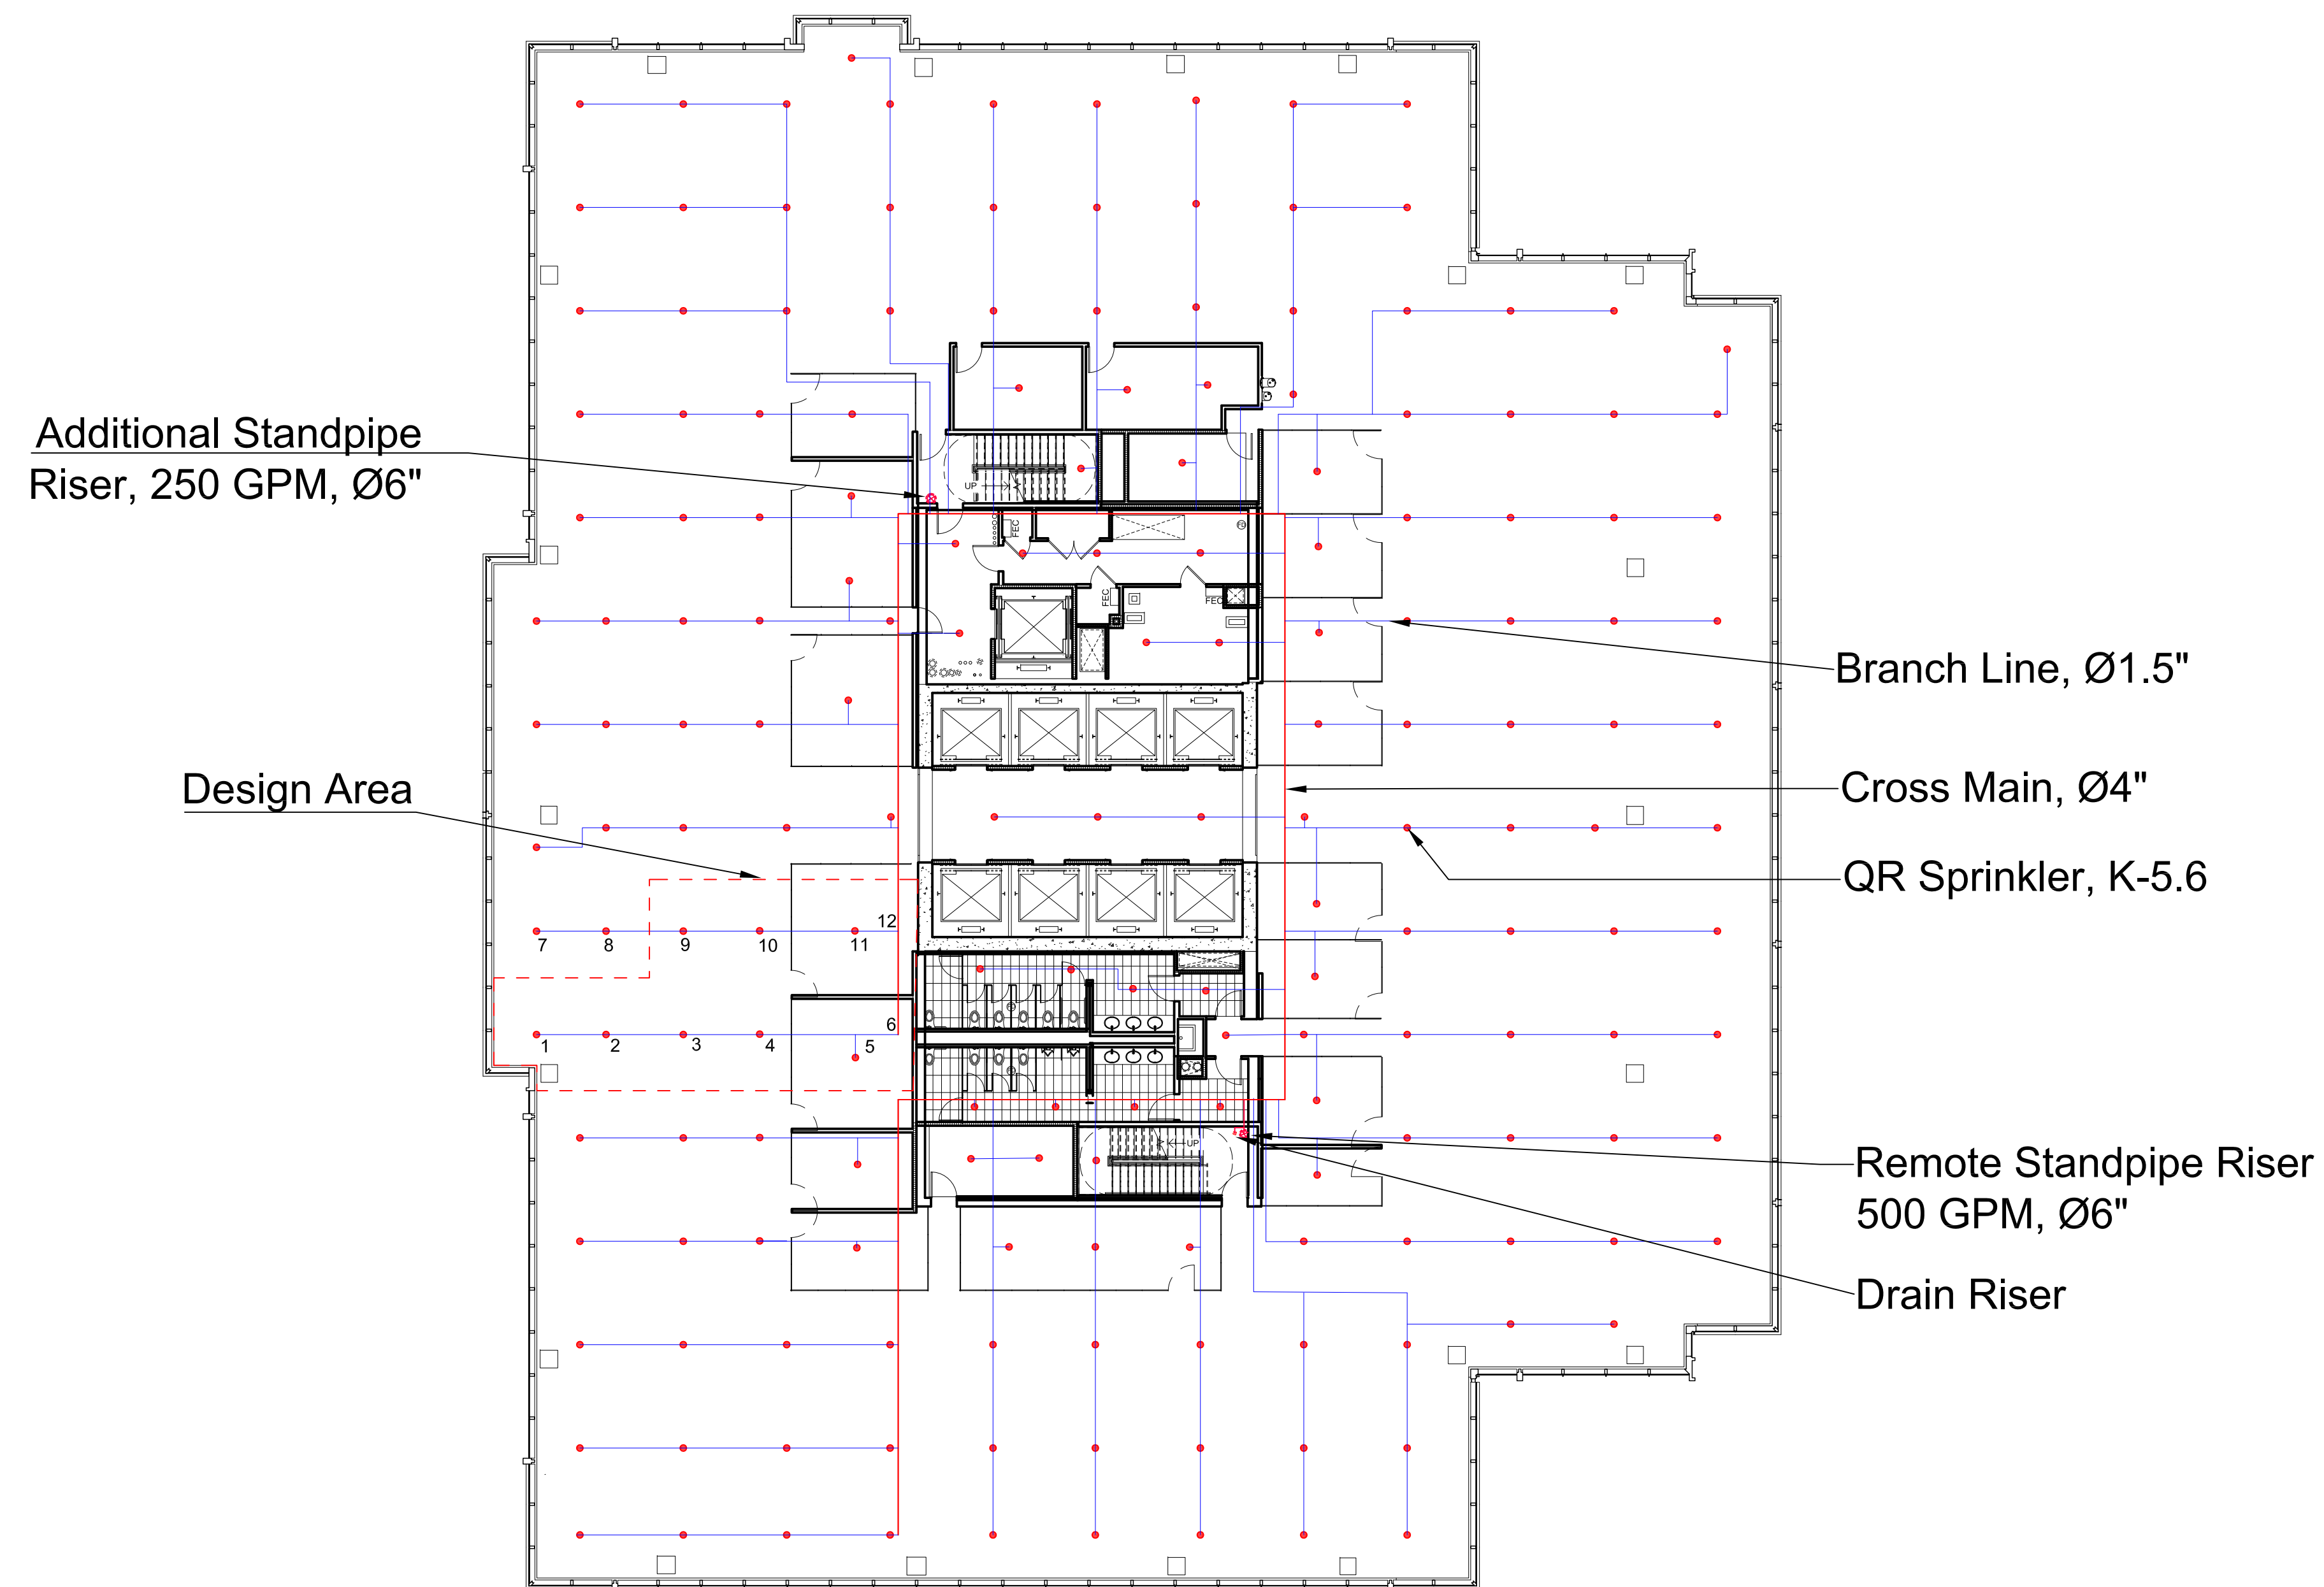 Additional Standpipe
Riser, 250 GPM, Ø6"
UP
FEC
FD
FEC
FEC
Branch Line, Ø1.5"
Design Area
Cross Main, Ø4"
QR Sprinkler, K-5.6
12
7 8 9 10 11
6
1 2 3 4 5
UP
Remote Standpipe Riser
500 GPM, Ø6"
Drain Riser